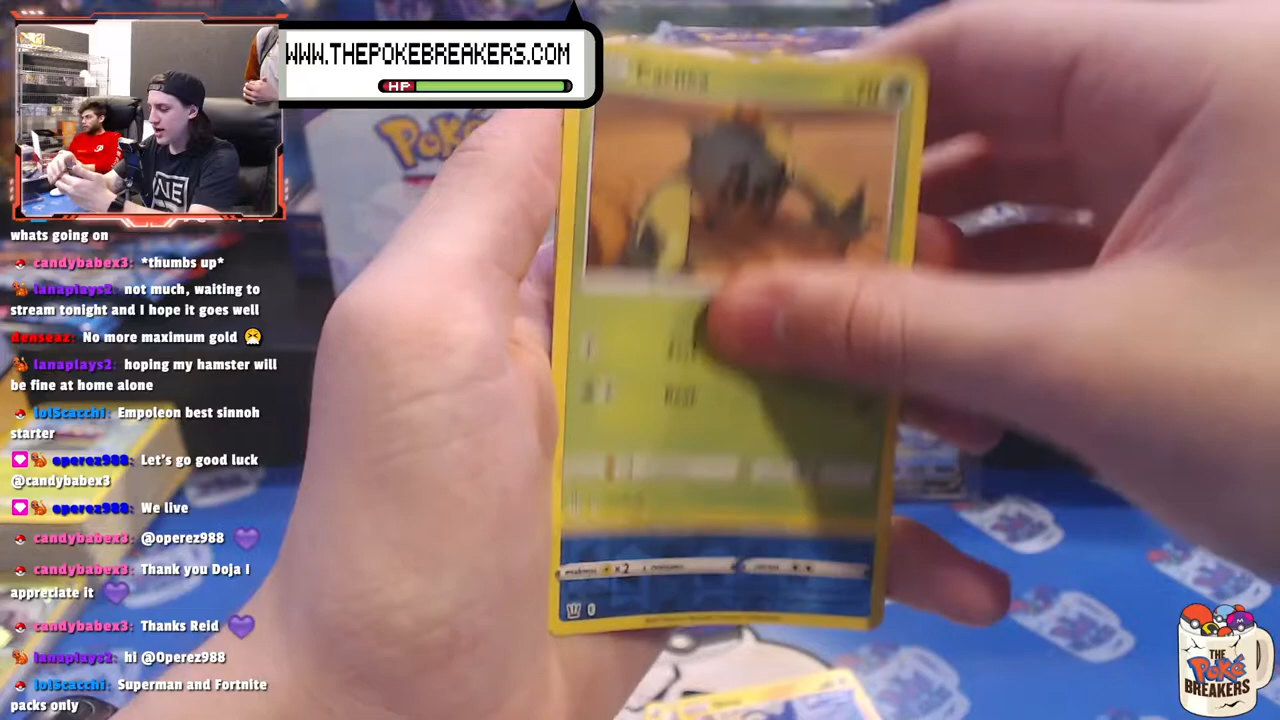 WWW.THEPOKEBREAKERS.COM
HP
whats going on
candybabex3: *thumbs up*
lanaplays2: not much, waiting to
stream tonight and I hope it goes well
denseaz: No more maximum gold 🤧
lanaplays2: hoping my hamster will
be fine at home alone
lolScacchi: Empoleon best sinnoh
starter
operez988: Let's go good luck
@candybabex3
operez988: We live
candybabex3: @operez988 💜
candybabex3: Thank you Doja I
appreciate it 💜
candybabex3: Thanks Reid 💜
lanaplays2: hi @Operez988
lolScacchi: Superman and Fortnite
packs only
Poké
x2
THE
Poké
BREAKERS